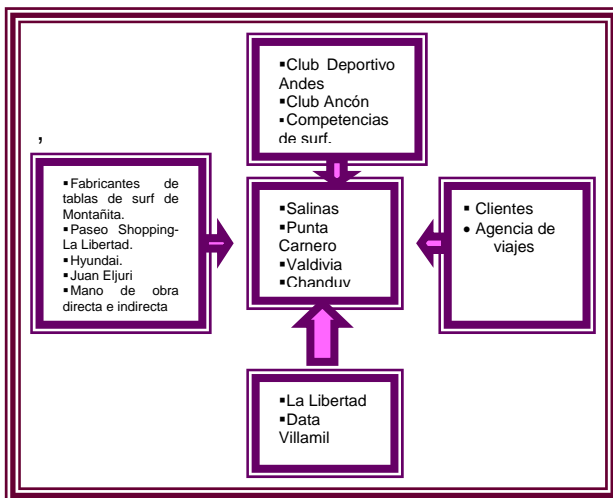 ▪Club Deportivo
Andes
▪Club Ancón
▪Competencias
de surf.
,
▪Fabricantes de
tablas de surf de
Montañita.
▪Paseo Shopping-
La Libertad.
▪Hyundai.
▪Juan Eljuri
▪Mano de obra
directa e indirecta
▪Salinas
▪Punta
Carnero
▪Valdivia
▪Chanduy
▪ Clientes
• Agencia de
viajes
▪La Libertad
▪Data
Villamil